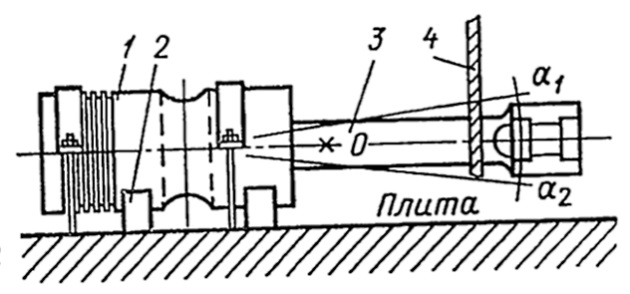 1 2 3 4 α₁
О
α₂
Плита